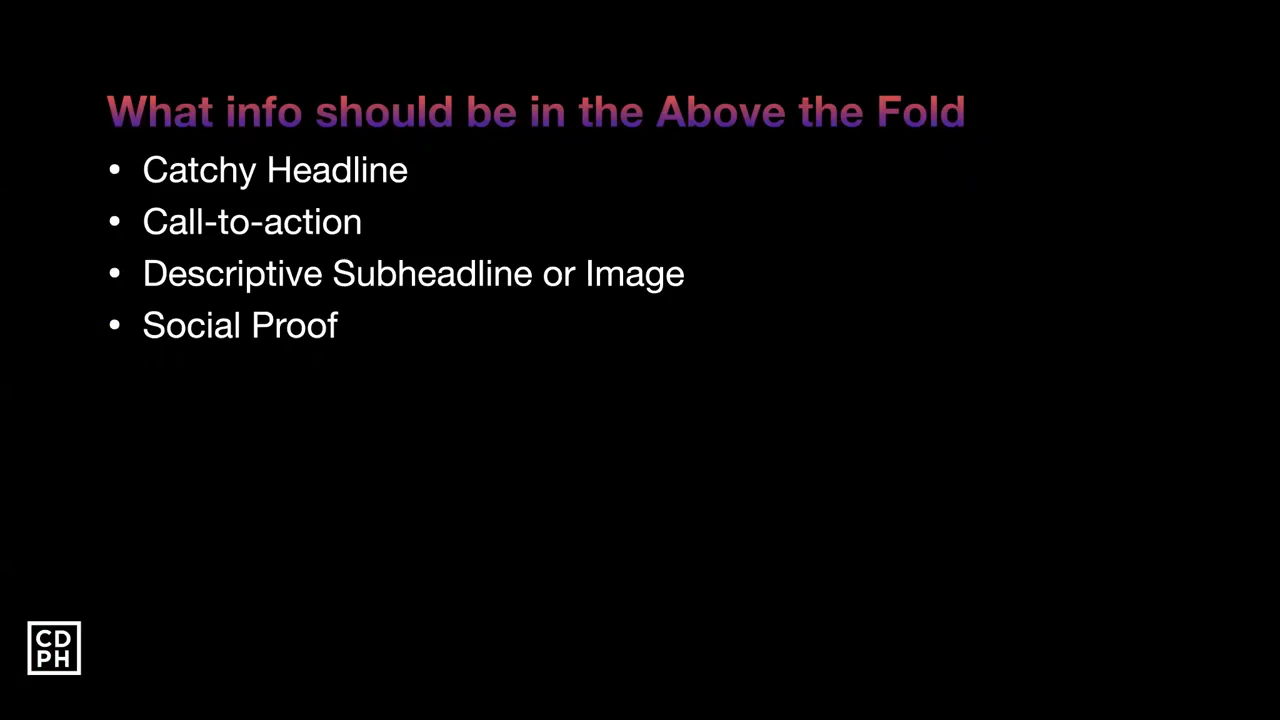 What info should be in the Above the Fold
• Catchy Headline
• Call-to-action
• Descriptive Subheadline or Image
• Social Proof
CD
PH